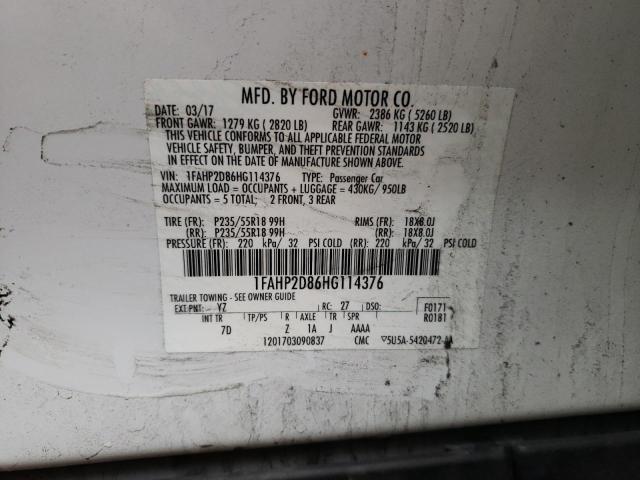 MFD. BY FORD MOTOR CO.
DATE: 03/17 GVWR: 2386 KG ( 5260 LB)
FRONT GAWR: 1279 KG ( 2820 LB) REAR GAWR: 1143 KG ( 2520 LB)
THIS VEHICLE CONFORMS TO ALL APPLICABLE FEDERAL MOTOR
VEHICLE SAFETY, BUMPER, AND THEFT PREVENTION STANDARDS
IN EFFECT ON THE DATE OF MANUFACTURE SHOWN ABOVE.
VIN: 1FAHP2D86HG114376 TYPE: Passenger Car
MAXIMUM LOAD = OCCUPANTS + LUGGAGE = 430KG/950LB
OCCUPANTS = 5 TOTAL; 2 FRONT, 3 REAR
TIRE (FR): P235/55R18 99H RIMS (FR): 18X8.0J
(RR): P235/55R18 99H (RR): 18X8.0J
PRESSURE (FR): 220 kPa/ 32 PSI COLD (RR): 220 kPa/ 32 PSI COLD
1FAHP2D86HG114376
TRAILER TOWING - SEE OWNER GUIDE
EXT PNT: YZ RC: 27 DSO: F0171
INT TR TP/PS R AXLE TR SPR R0181
7D Z 1A J AAAA
1201703090837 CMC 5U5A-5420472-AA